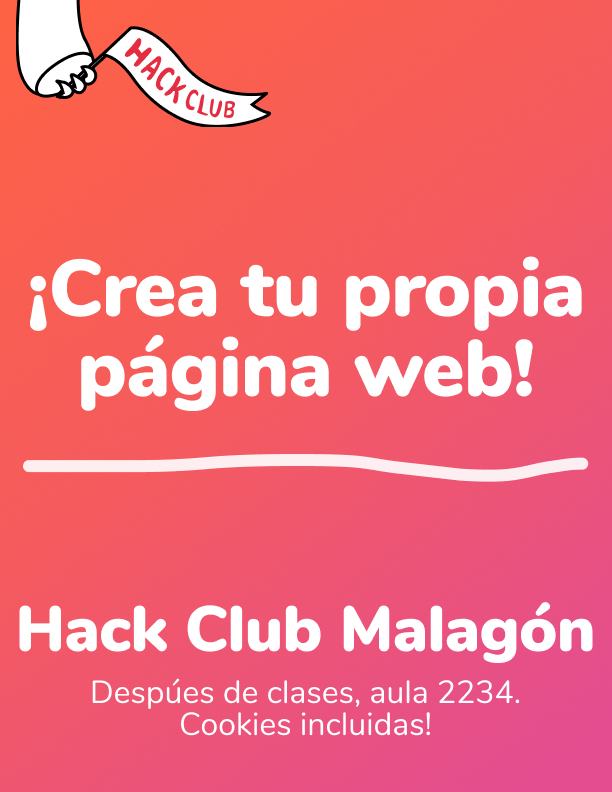 HACK CLUB
¡Crea tu propia
página web!
Hack Club Malagón
Despúes de clases, aula 2234.
Cookies incluidas!